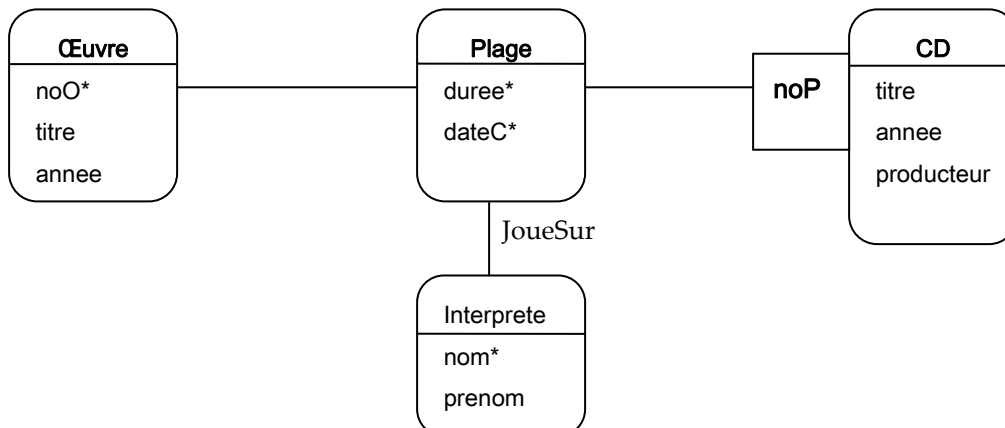 Œuvre
noO*
titre
annee
Plage
duree*
dateC*
noP
CD
titre
annee
producteur
JoueSur
Interprete
nom*
prenom